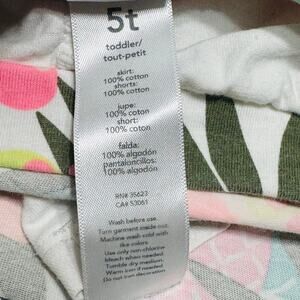 5t
toddler/
tout-petit
skirt:
100% cotton
shorts:
100% cotton
jupe:
100% coton
short:
100% coton
falda:
100% algodón
pantaloncillos:
100% algodón
RN# 35623
CA# 53061
Wash before use.
Turn garment inside out.
Machine wash cold with
like colors.
Use only non-chlorine
bleach when needed.
Tumble dry medium.
Warm iron if needed.
Do not iron decoration.